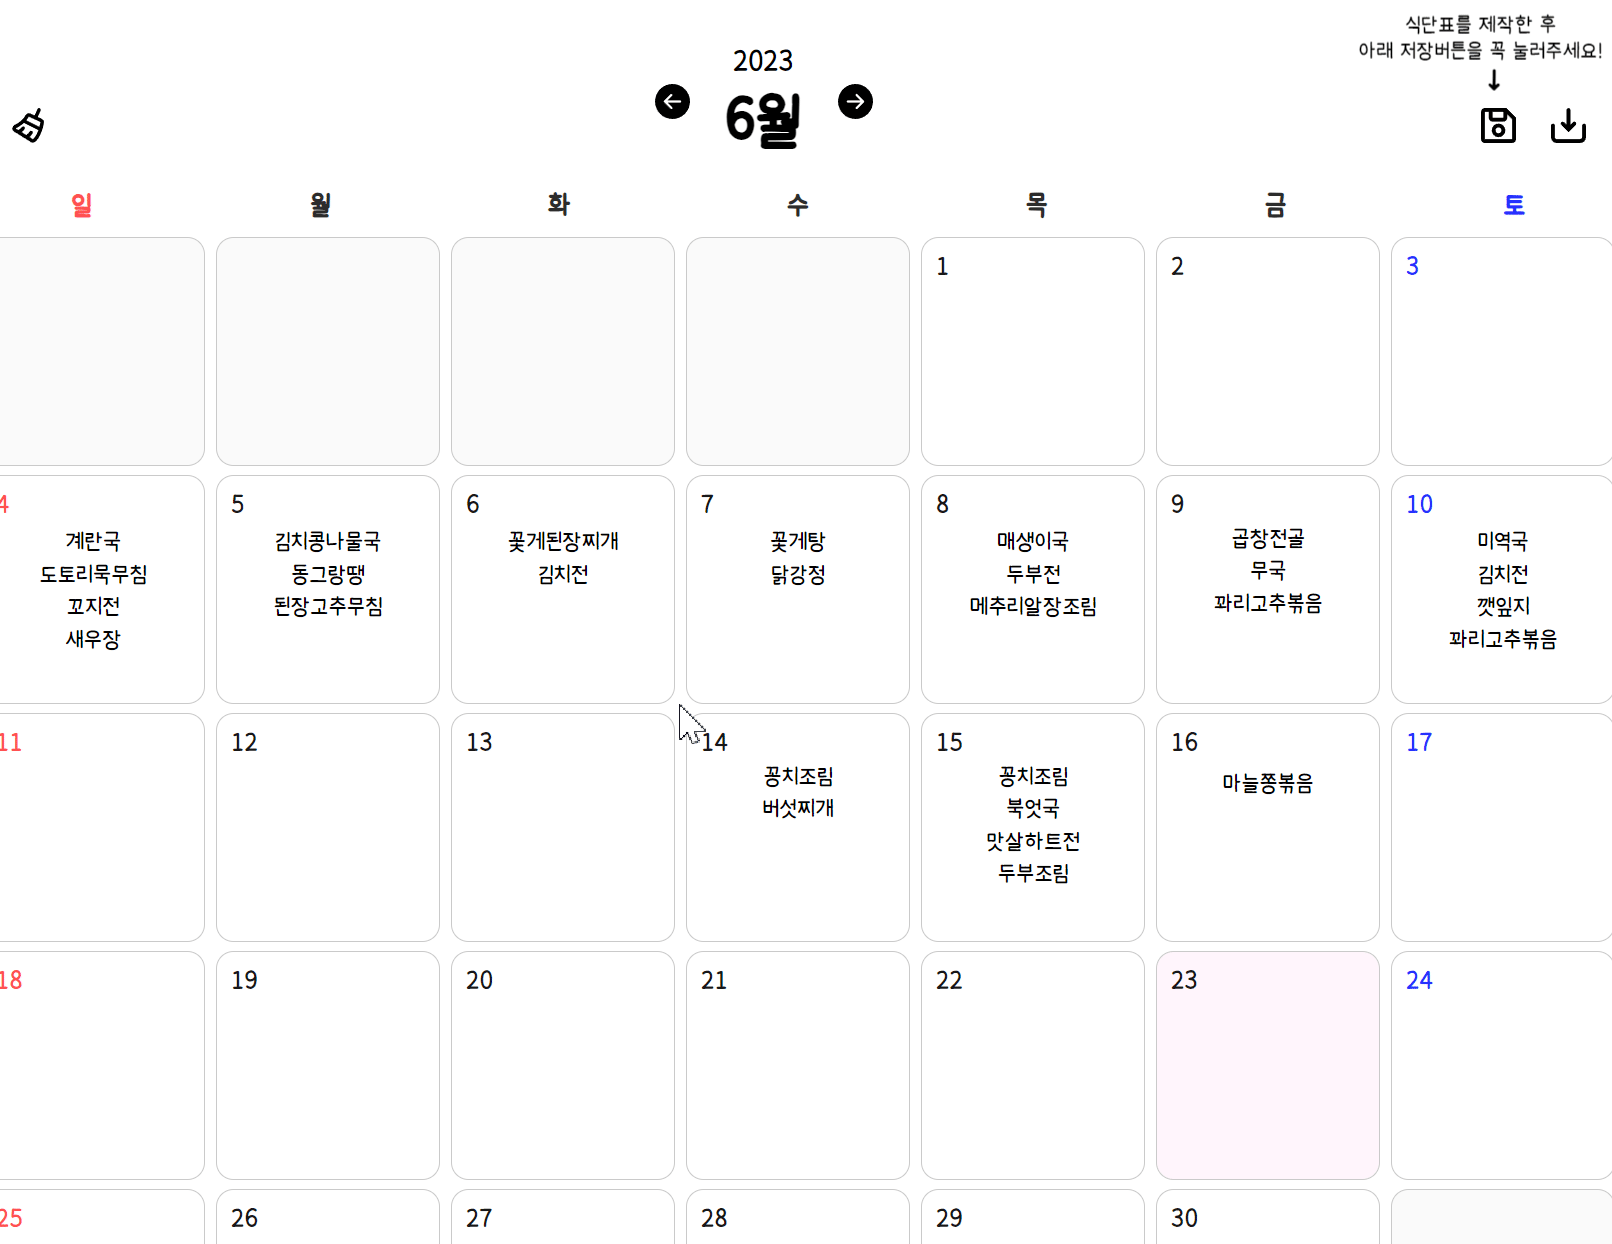 식단표를 제작한 후
아래 저장버튼을 꼭 눌러주세요!
2023
6월
일 월 화 수 목 금 토
1 2 3
4 5 6 7 8 9 10
계란국
도토리묵무침
꼬지전
새우장
김치콩나물국
동그랑땡
된장고추무침
꽃게된장찌개
김치전
꽃게탕
닭강정
매생이국
두부전
메추리알장조림
곱창전골
무국
꽈리고추볶음
미역국
김치전
깻잎지
꽈리고추볶음
11 12 13 14 15 16 17
꽁치조림
버섯찌개
꽁치조림
북엇국
맛살하트전
두부조림
마늘쫑볶음
18 19 20 21 22 23 24
25 26 27 28 29 30